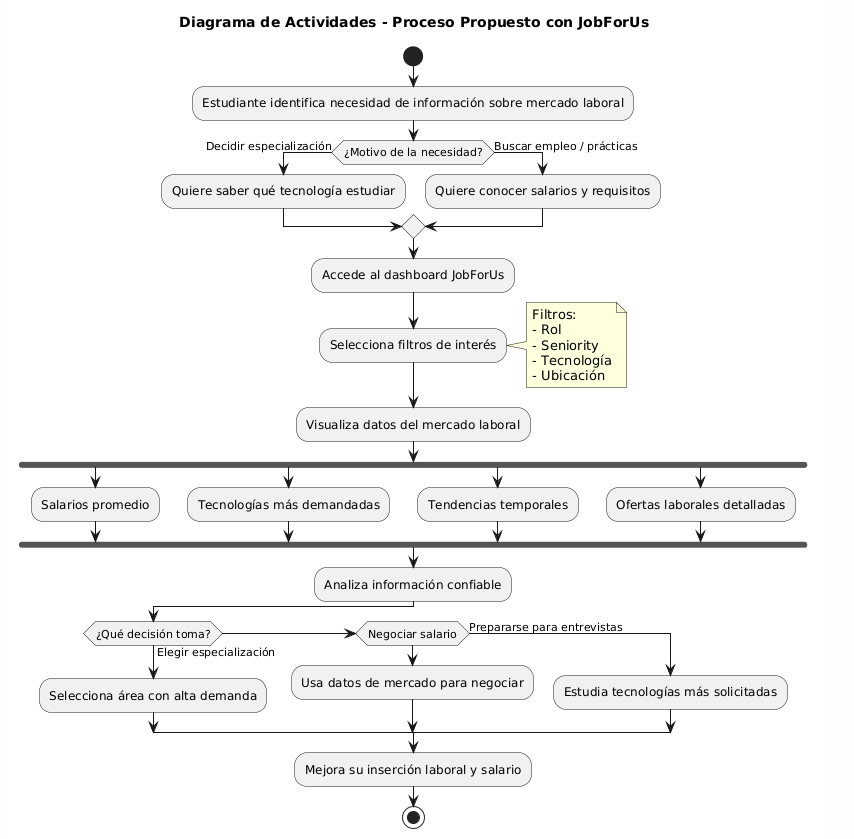 Diagrama de Actividades - Proceso Propuesto con JobForUs
Estudiante identifica necesidad de información sobre mercado laboral
Decidir especialización
¿Motivo de la necesidad?
Buscar empleo / prácticas
Quiere saber qué tecnología estudiar
Quiere conocer salarios y requisitos
Accede al dashboard JobForUs
Selecciona filtros de interés
Filtros:
- Rol
- Seniority
- Tecnología
- Ubicación
Visualiza datos del mercado laboral
Salarios promedio
Tecnologías más demandadas
Tendencias temporales
Ofertas laborales detalladas
Analiza información confiable
¿Qué decisión toma?
Negociar salario
Prepararse para entrevistas
Elegir especialización
Selecciona área con alta demanda
Usa datos de mercado para negociar
Estudia tecnologías más solicitadas
Mejora su inserción laboral y salario